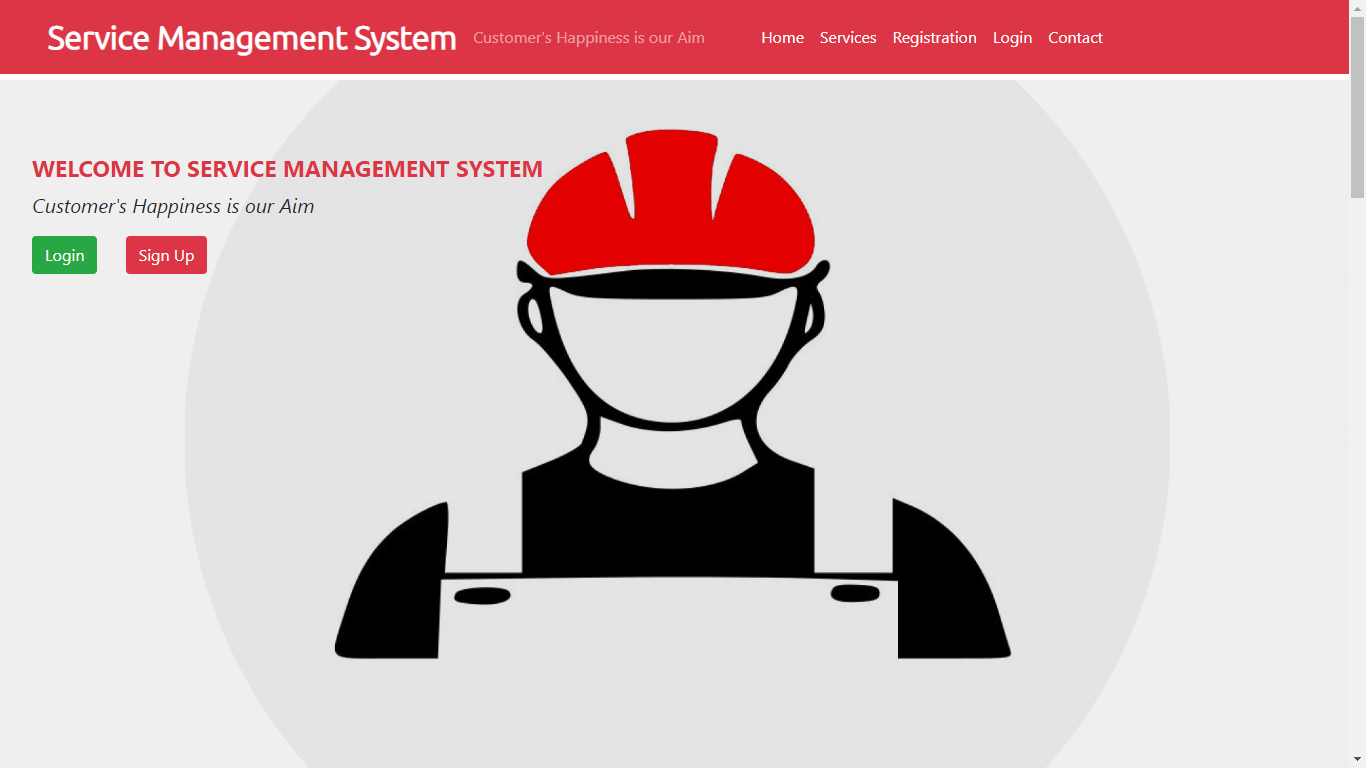 Service Management System Customer's Happiness is our Aim Home Services Registration Login Contact
WELCOME TO SERVICE MANAGEMENT SYSTEM
Customer's Happiness is our Aim
Login Sign Up